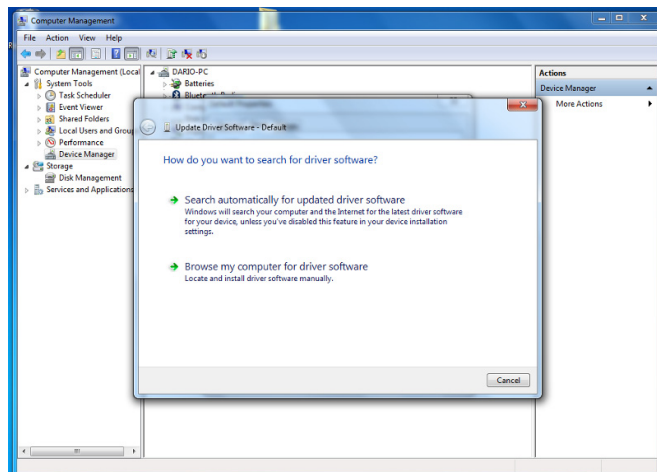 Computer Management
File Action View Help
Computer Management (Local
System Tools
Task Scheduler
Event Viewer
Shared Folders
Local Users and Group
Performance
Device Manager
Storage
Disk Management
Services and Applications
DARIO-PC
Batteries
Actions
Device Manager
More Actions
Update Driver Software - Default
How do you want to search for driver software?
Search automatically for updated driver software
Windows will search your computer and the Internet for the latest driver software
for your device, unless you've disabled this feature in your device installation
settings.
Browse my computer for driver software
Locate and install driver software manually.
Cancel